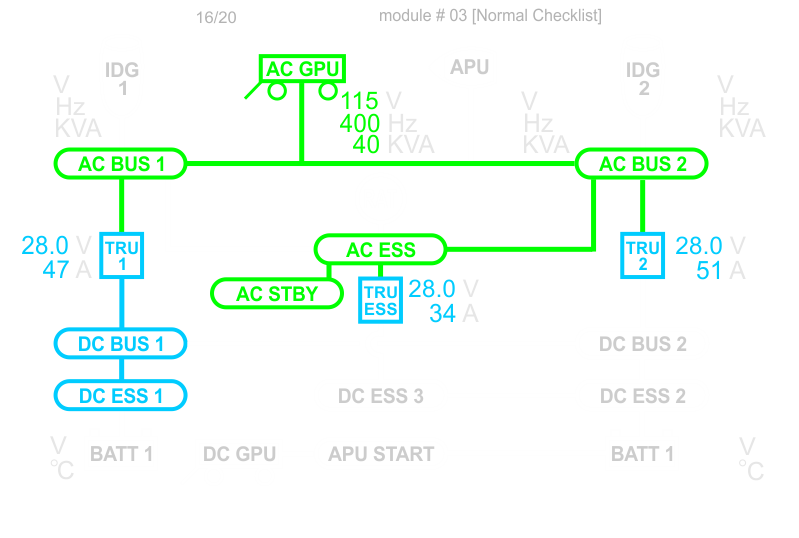 16/20
module # 03 [Normal Checklist]
IDG
1
AC GPU
APU
IDG
2
V
Hz
KVA
115 V
400 Hz
40 KVA
V
Hz
KVA
V
Hz
KVA
AC BUS 1
AC BUS 2
28.0 V
47 A
TRU
1
AC ESS
TRU
2
28.0 V
51 A
AC STBY
TRU
ESS
28.0 V
34 A
DC BUS 1
DC BUS 2
DC ESS 1
DC ESS 3
DC ESS 2
V
°C
BATT 1
DC GPU
APU START
BATT 1
V
°C